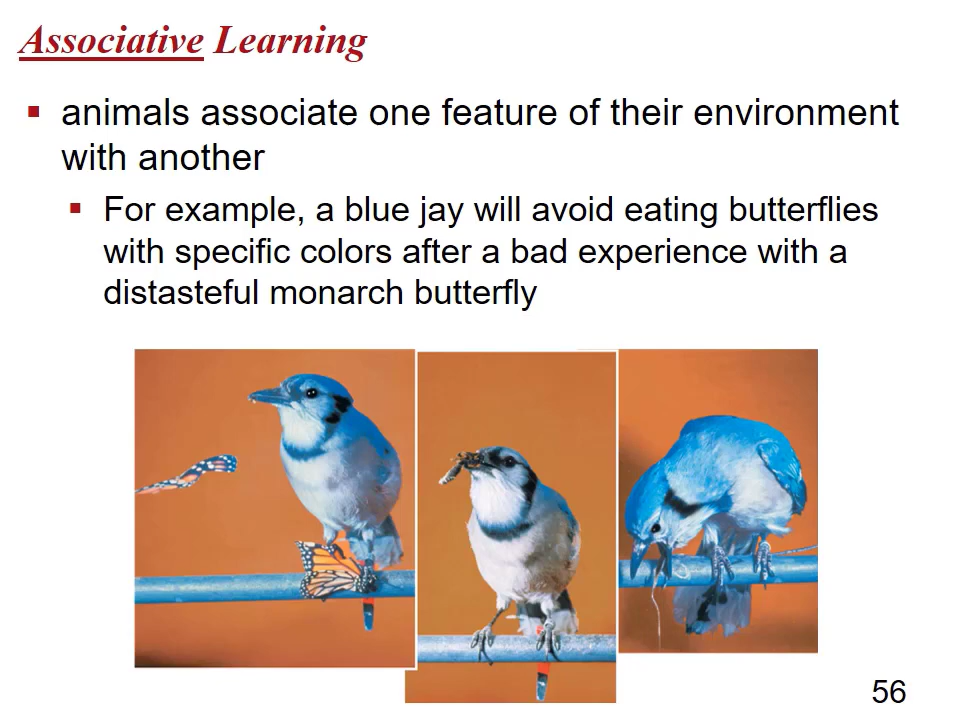 Associative Learning
animals associate one feature of their environment
with another
For example, a blue jay will avoid eating butterflies
with specific colors after a bad experience with a
distasteful monarch butterfly
56